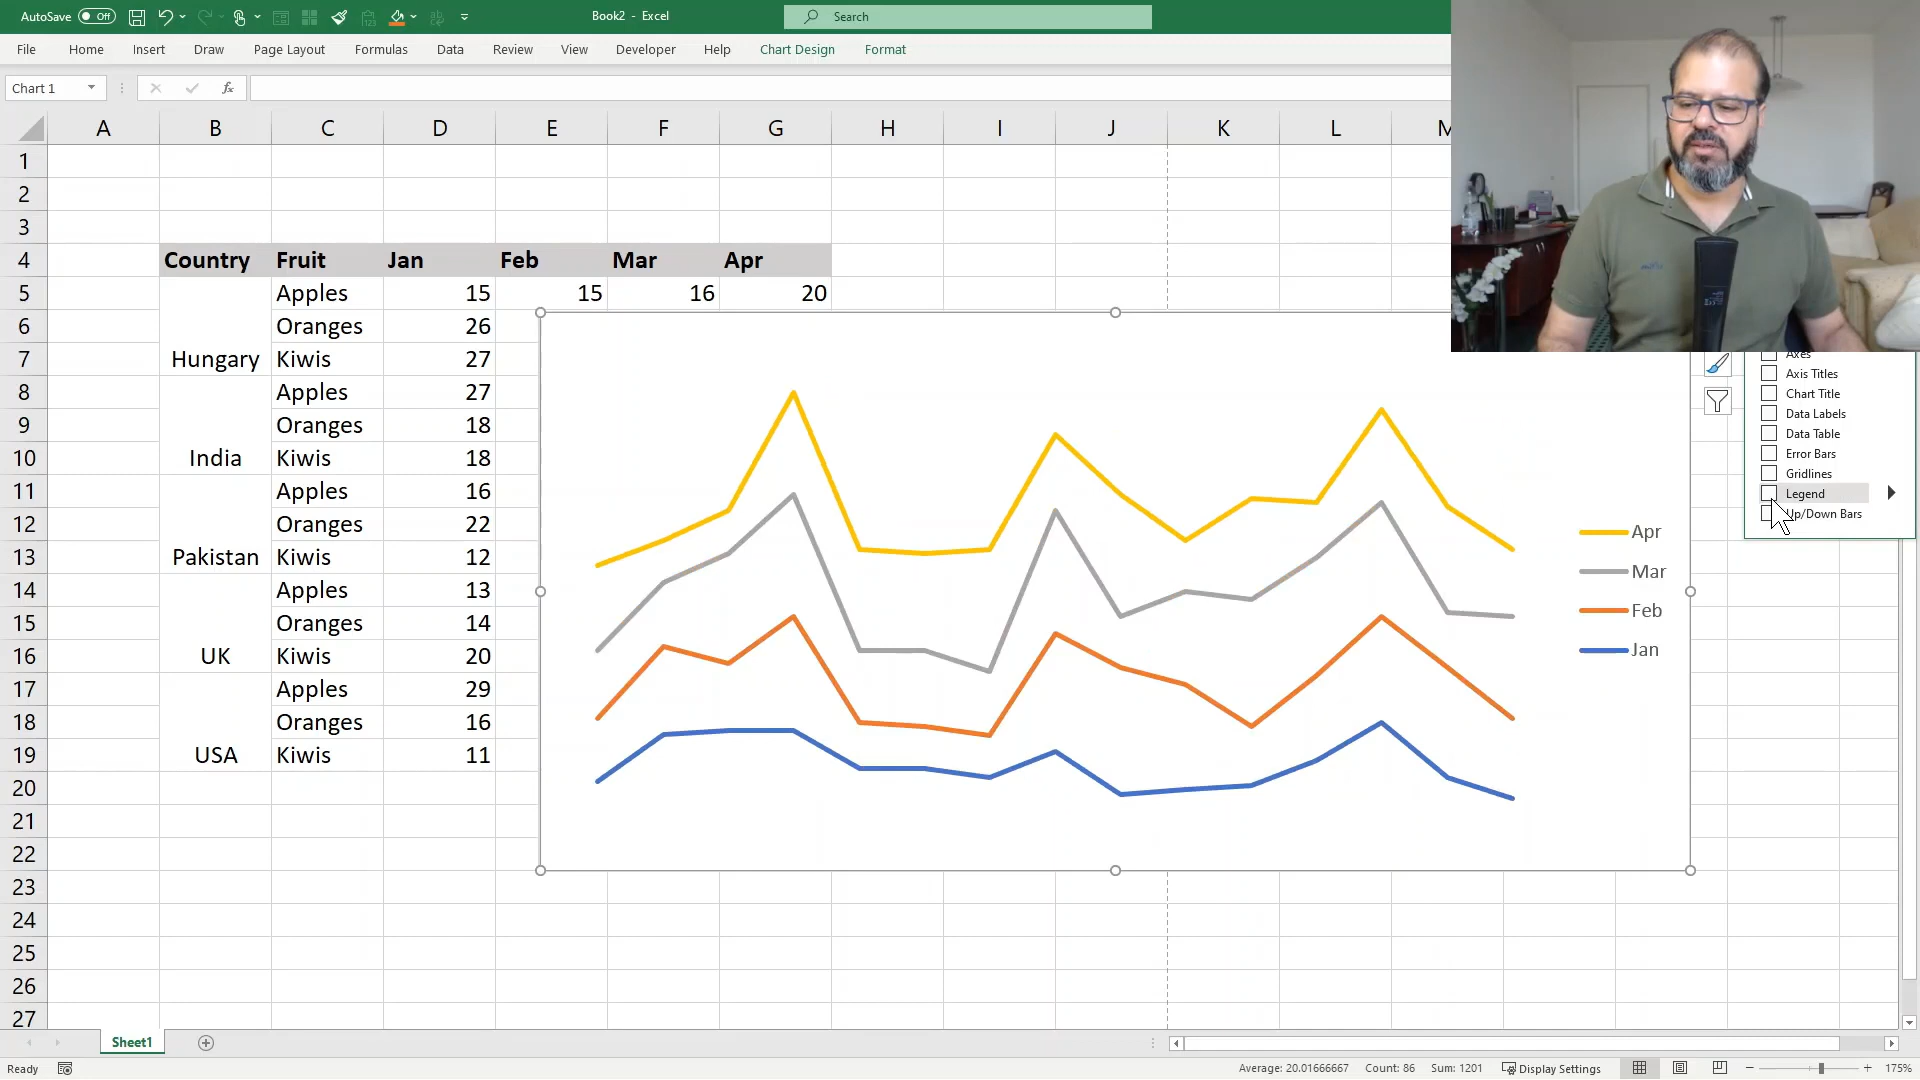 AutoSave Off Book2 - Excel Search
File Home Insert Draw Page Layout Formulas Data Review View Developer Help Chart Design Format
Chart 1 fx
A B C D E F G H I J K L M
1
2
3
4 Country Fruit Jan Feb Mar Apr
5 Apples 15 15 16 20
6 Oranges 26
7 Hungary Kiwis 27
8 Apples 27
9 Oranges 18
10 India Kiwis 18
11 Apples 16
12 Oranges 22
13 Pakistan Kiwis 12
14 Apples 13
15 Oranges 14
16 UK Kiwis 20
17 Apples 29
18 Oranges 16
19 USA Kiwis 11
20
21
22
23
24
25
26
27
Apr
Mar
Feb
Jan
Axes
Axis Titles
Chart Title
Data Labels
Data Table
Error Bars
Gridlines
Legend
Up/Down Bars
Sheet1
Ready Average: 20.01666667 Count: 86 Sum: 1201 Display Settings 175%